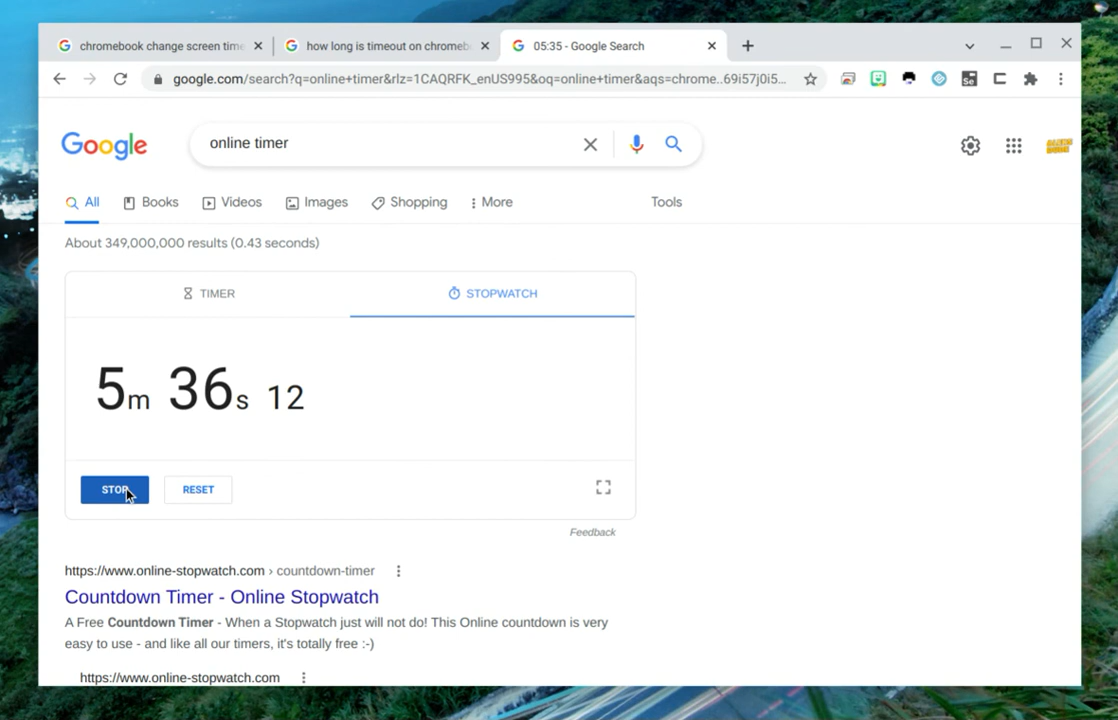 chromebook change screen time
how long is timeout on chromeb
05:35 - Google Search
google.com/search?q=online+timer&rlz=1CAQRFK_enUS995&oq=online+timer&aqs=chrome..69i57j0i5...
Google
online timer
All
Books
Videos
Images
Shopping
More
Tools
About 349,000,000 results (0.43 seconds)
TIMER
STOPWATCH
5m 36s 12
STOP
RESET
Feedback
https://www.online-stopwatch.com › countdown-timer
Countdown Timer - Online Stopwatch
A Free Countdown Timer - When a Stopwatch just will not do! This Online countdown is very
easy to use - and like all our timers, it's totally free :-)
https://www.online-stopwatch.com